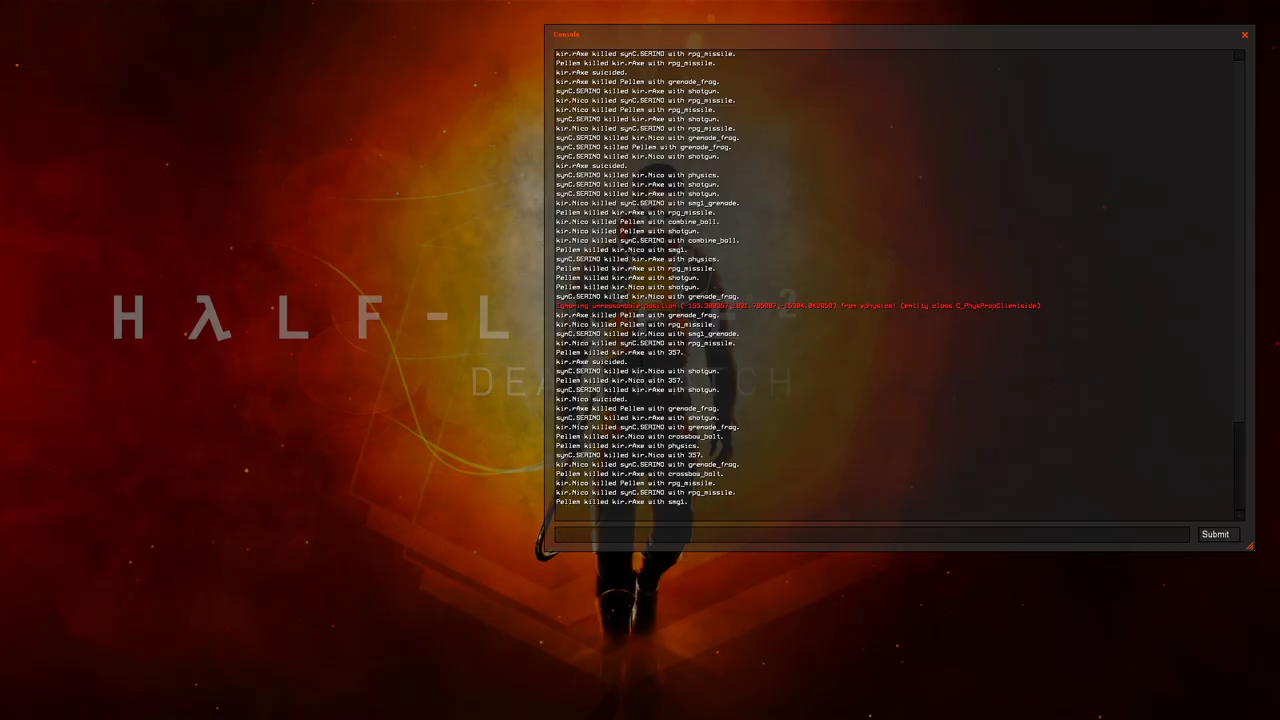 Console
kir.rAxe killed synC.SERINO with rpg_missile.
Pellem killed kir.rAxe with rpg_missile.
kir.rAxe suicided.
kir.rAxe killed Pellem with grenade_frag.
synC.SERINO killed kir.rAxe with shotgun.
kir.Nico killed synC.SERINO with rpg_missile.
kir.Nico killed Pellem with rpg_missile.
synC.SERINO killed kir.rAxe with shotgun.
kir.Nico killed synC.SERINO with rpg_missile.
synC.SERINO killed kir.Nico with grenade_frag.
synC.SERINO killed Pellem with grenade_frag.
synC.SERINO killed kir.Nico with shotgun.
kir.rAxe suicided.
synC.SERINO killed kir.Nico with physics.
synC.SERINO killed kir.rAxe with shotgun.
synC.SERINO killed kir.rAxe with shotgun.
kir.Nico killed synC.SERINO with smg1_grenade.
Pellem killed kir.rAxe with rpg_missile.
kir.Nico killed Pellem with combine_ball.
kir.Nico killed Pellem with shotgun.
kir.Nico killed synC.SERINO with combine_ball.
Pellem killed kir.Nico with smg1.
synC.SERINO killed kir.rAxe with physics.
Pellem killed kir.rAxe with rpg_missile.
Pellem killed kir.rAxe with shotgun.
Pellem killed kir.Nico with shotgun.
synC.SERINO killed kir.Nico with grenade_frag.
Ignoring unreasonable position from vphysics! (entity class C_PhysPropClientside)
kir.rAxe killed Pellem with grenade_frag.
kir.Nico killed Pellem with rpg_missile.
synC.SERINO killed kir.Nico with smg1_grenade.
kir.Nico killed synC.SERINO with rpg_missile.
Pellem killed kir.rAxe with 357.
kir.rAxe suicided.
synC.SERINO killed kir.Nico with shotgun.
Pellem killed kir.Nico with 357.
synC.SERINO killed kir.rAxe with shotgun.
kir.Nico suicided.
kir.rAxe killed Pellem with grenade_frag.
synC.SERINO killed kir.rAxe with shotgun.
kir.Nico killed synC.SERINO with grenade_frag.
Pellem killed kir.Nico with crossbow_bolt.
Pellem killed kir.rAxe with physics.
synC.SERINO killed kir.Nico with 357.
kir.Nico killed synC.SERINO with grenade_frag.
Pellem killed kir.rAxe with crossbow_bolt.
kir.Nico killed Pellem with rpg_missile.
kir.Nico killed synC.SERINO with rpg_missile.
Pellem killed kir.rAxe with smg1.
Submit
HλLF-L 2
DEA TCH